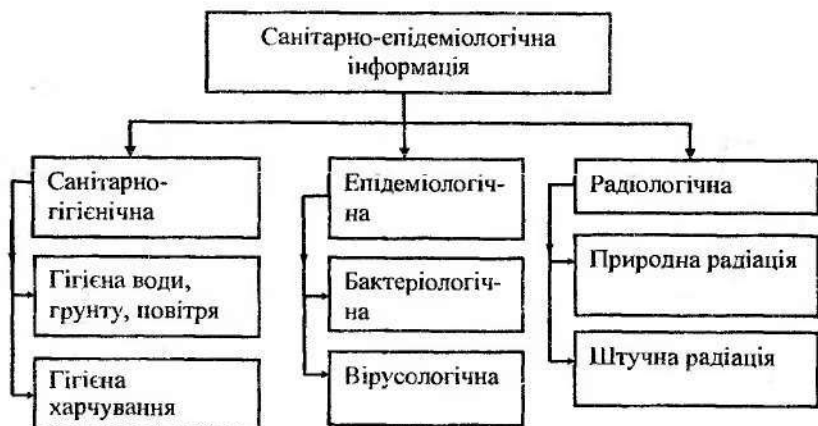 Санітарно-епідеміологічна
інформація
Санітарно-
гігієнічна
Гігієна води,
грунту, повітря
Гігієна
харчування
Епідеміологіч-
на
Бактеріологіч-
на
Вірусологічна
Радіологічна
Природна радіація
Штучна радіація